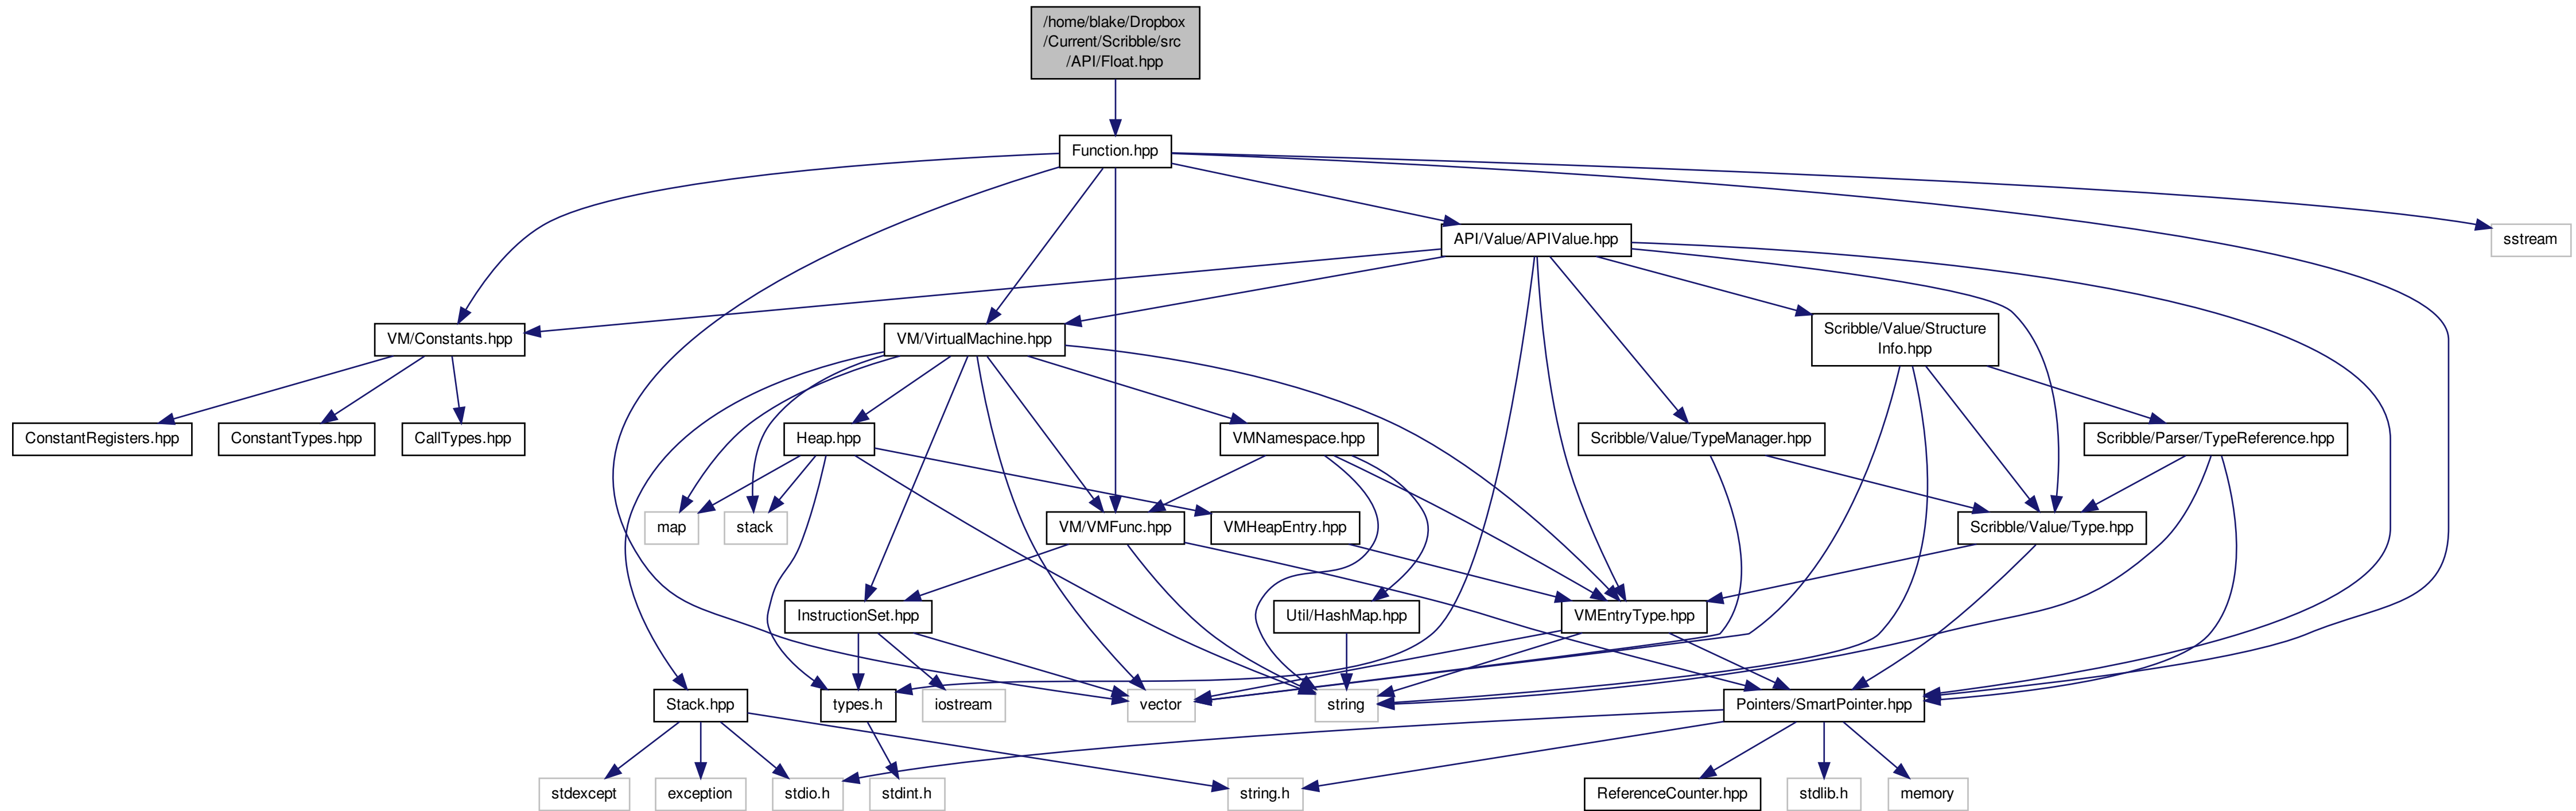 /home/blake/Dropbox
/Current/Scribble/src
/API/Float.hpp
Function.hpp
API/Value/APIValue.hpp
sstream
VM/Constants.hpp
VM/VirtualMachine.hpp
Scribble/Value/Structure
Info.hpp
ConstantRegisters.hpp
ConstantTypes.hpp
CallTypes.hpp
Heap.hpp
VMNamespace.hpp
Scribble/Value/TypeManager.hpp
Scribble/Parser/TypeReference.hpp
map
stack
VM/VMFunc.hpp
VMHeapEntry.hpp
Scribble/Value/Type.hpp
InstructionSet.hpp
Util/HashMap.hpp
VMEntryType.hpp
Stack.hpp
types.h
iostream
vector
string
Pointers/SmartPointer.hpp
stdexcept
exception
stdio.h
stdint.h
string.h
ReferenceCounter.hpp
stdlib.h
memory